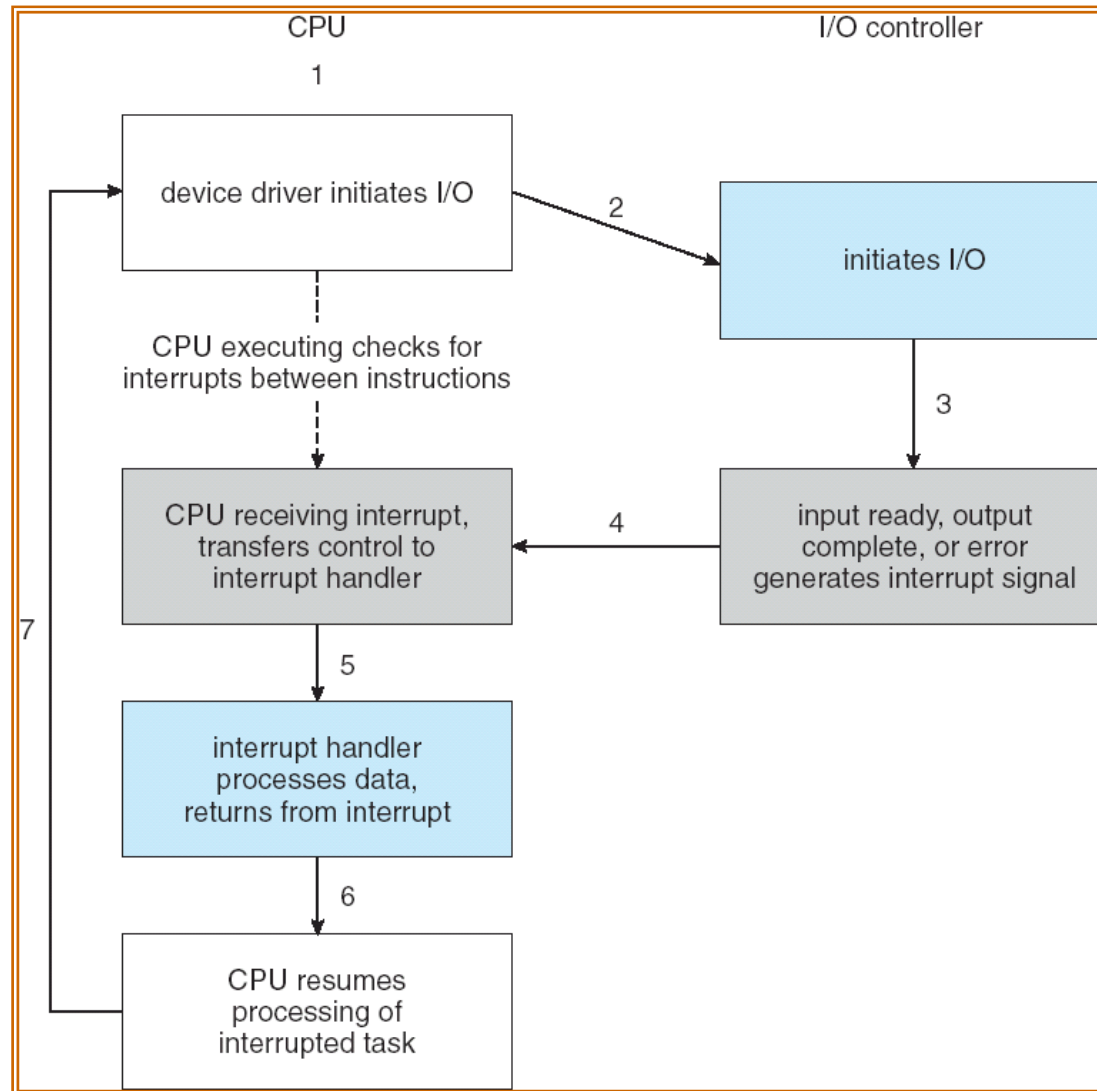 CPU
I/O controller
1
device driver initiates I/O
2
initiates I/O
CPU executing checks for
interrupts between instructions
3
CPU receiving interrupt,
transfers control to
interrupt handler
4
input ready, output
complete, or error
generates interrupt signal
7
5
interrupt handler
processes data,
returns from interrupt
6
CPU resumes
processing of
interrupted task